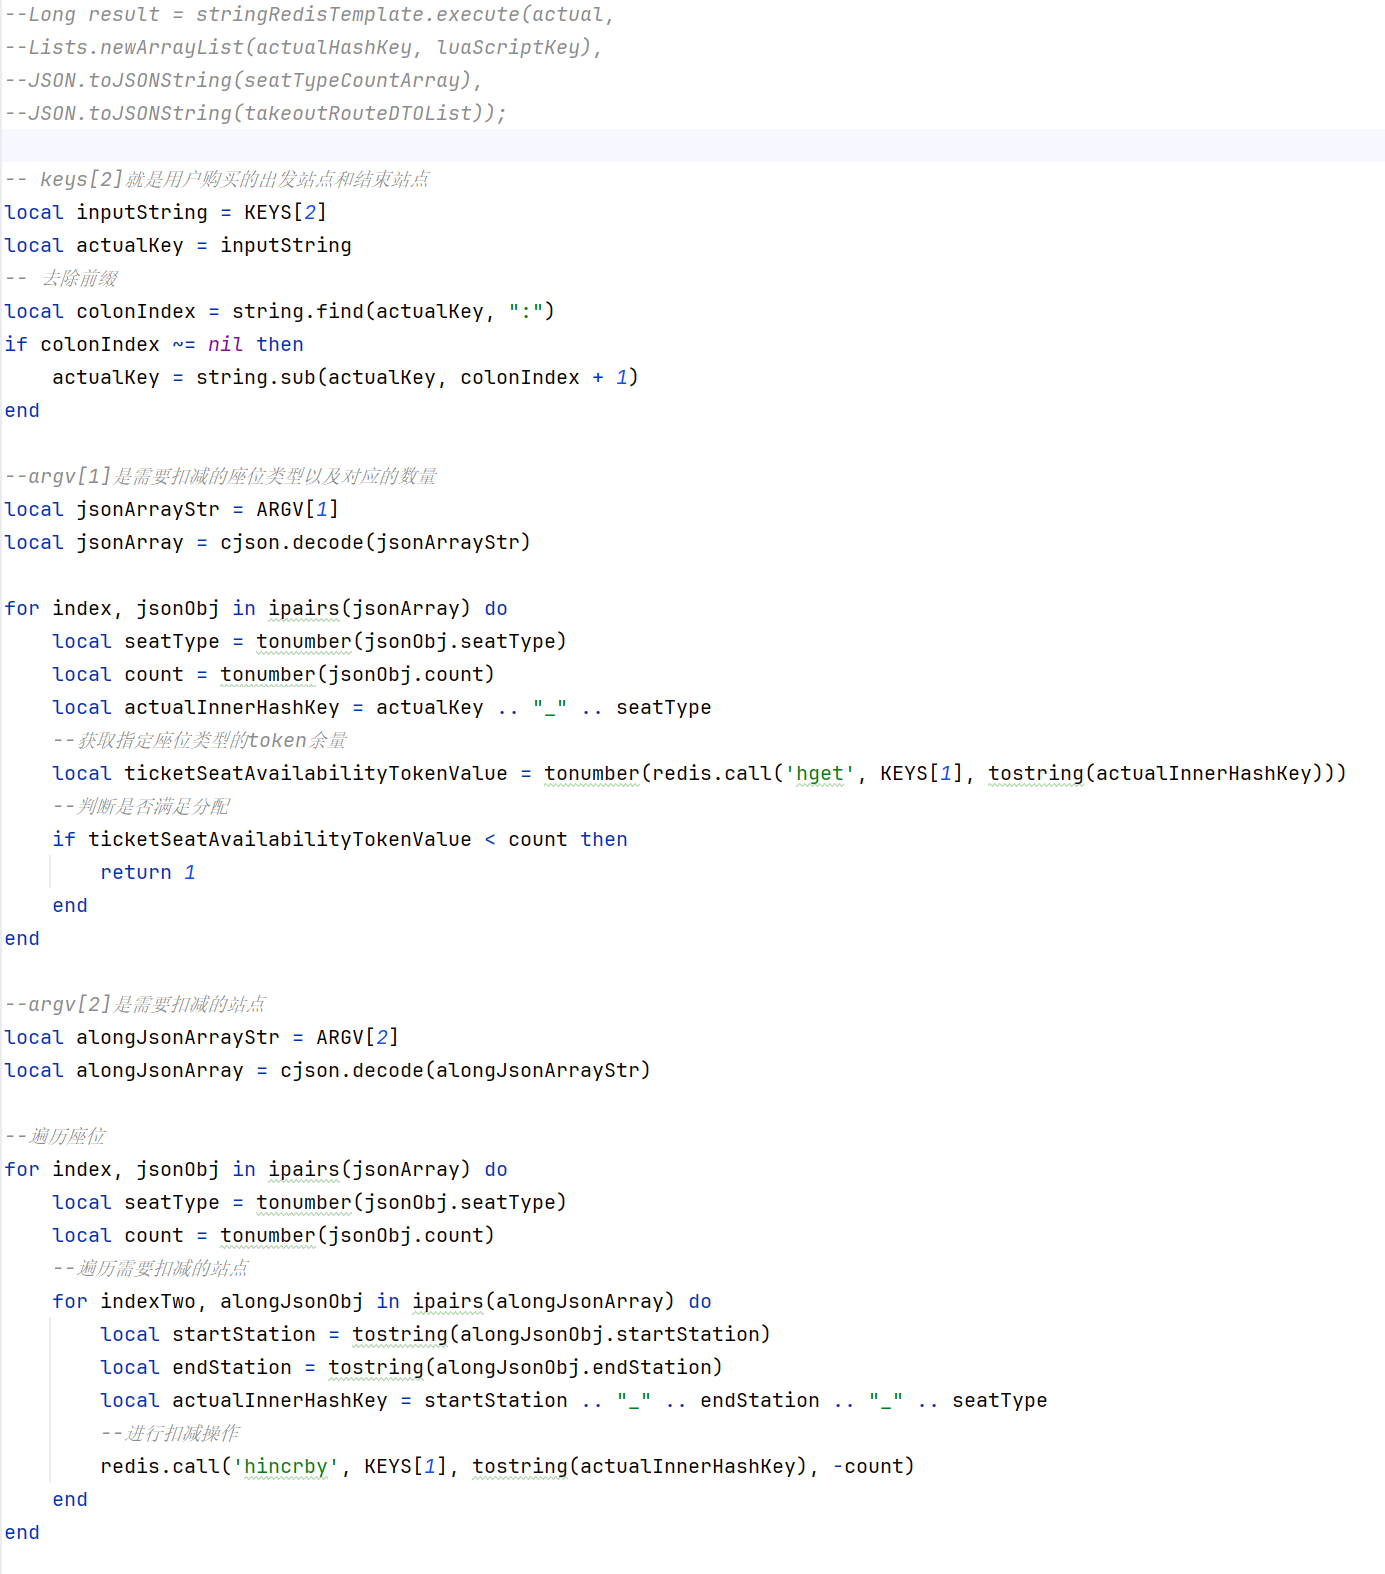 --Long result = stringRedisTemplate.execute(actual,
--Lists.newArrayList(actualHashKey, luaScriptKey),
--JSON.toJSONString(seatTypeCountArray),
--JSON.toJSONString(takeoutRouteDTOList));
-- keys[2]就是用户购买的出发站点和结束站点
local inputString = KEYS[2]
local actualKey = inputString
-- 去除前缀
local colonIndex = string.find(actualKey, ":")
if colonIndex ~= nil then
    actualKey = string.sub(actualKey, colonIndex + 1)
end
--argv[1]是需要扣减的座位类型以及对应的数量
local jsonArrayStr = ARGV[1]
local jsonArray = cjson.decode(jsonArrayStr)
for index, jsonObj in ipairs(jsonArray) do
    local seatType = tonumber(jsonObj.seatType)
    local count = tonumber(jsonObj.count)
    local actualInnerHashKey = actualKey .. "_" .. seatType
    --获取指定座位类型的token余量
    local ticketSeatAvailabilityTokenValue = tonumber(redis.call('hget', KEYS[1], tostring(actualInnerHashKey)))
    --判断是否满足分配
    if ticketSeatAvailabilityTokenValue < count then
        return 1
    end
end
--argv[2]是需要扣减的站点
local alongJsonArrayStr = ARGV[2]
local alongJsonArray = cjson.decode(alongJsonArrayStr)
--遍历座位
for index, jsonObj in ipairs(jsonArray) do
    local seatType = tonumber(jsonObj.seatType)
    local count = tonumber(jsonObj.count)
    --遍历需要扣减的站点
    for indexTwo, alongJsonObj in ipairs(alongJsonArray) do
        local startStation = tostring(alongJsonObj.startStation)
        local endStation = tostring(alongJsonObj.endStation)
        local actualInnerHashKey = startStation .. "_" .. endStation .. "_" .. seatType
        --进行扣减操作
        redis.call('hincrby', KEYS[1], tostring(actualInnerHashKey), -count)
    end
end